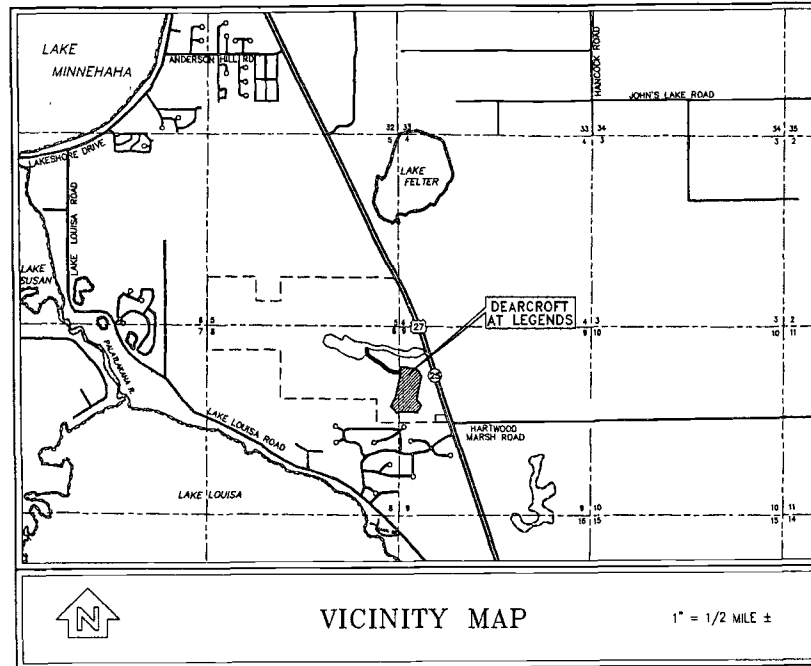 LAKE
MINNEHAHA
ANDERSON HILL RD
HANCOCK ROAD
JOHN'S LAKE ROAD
32 33
5 4
33 34
4 3
34 35
3 2
LAKESHORE DRIVE
LAKE
FELTER
LAKE LOUISA ROAD
LAKE
SUSAN
DEARCROFT
AT LEGENDS
6 5
7 8
5 4
8 9
27
4 3
9 10
3 2
10 11
PALATLAKAHA R.
25
LAKE LOUISA ROAD
HARTWOOD
MARSH ROAD
LAKE LOUISA
8 9
9 10
16 15
10 11
15 14
N
VICINITY MAP
1" = 1/2 MILE ±